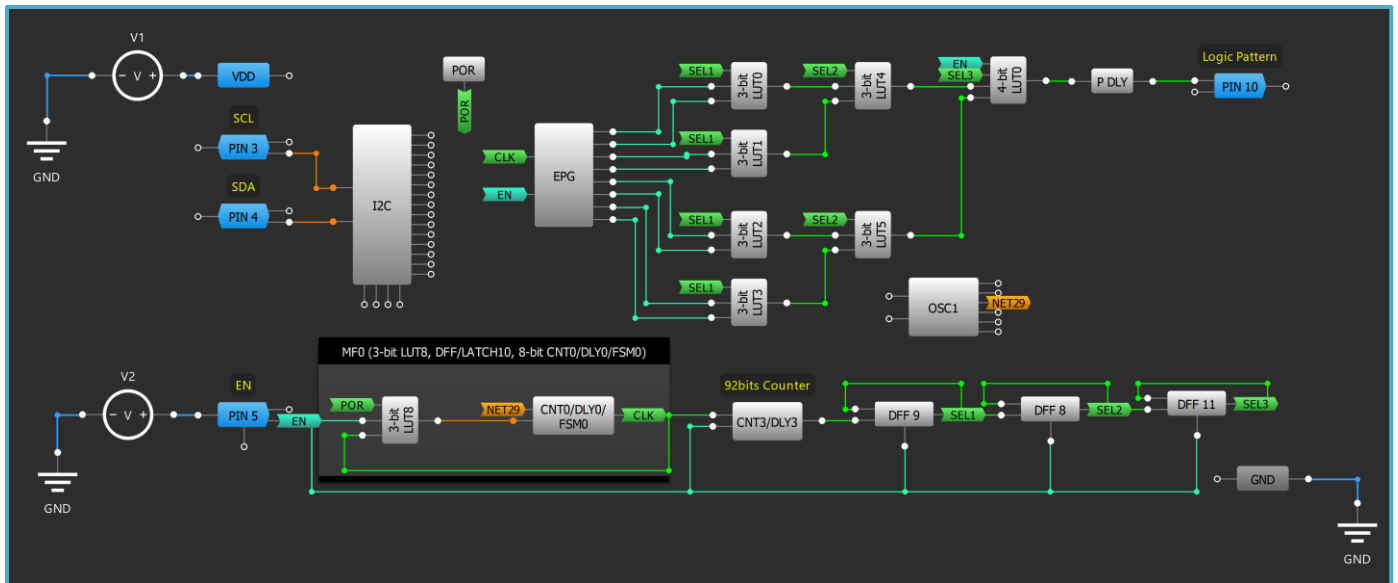 V1
− V +
VDD
GND
SCL
PIN 3
SDA
PIN 4
I2C
POR
POR
CLK
EN
EPG
SEL1
3-bit
LUT0
SEL1
3-bit
LUT1
SEL1
3-bit
LUT2
SEL1
3-bit
LUT3
SEL2
3-bit
LUT4
SEL2
3-bit
LUT5
EN
SEL3
4-bit
LUT0
P DLY
Logic Pattern
PIN 10
OSC1
NET29
V2
− V +
GND
EN
PIN 5
EN
MF0 (3-bit LUT8, DFF/LATCH10, 8-bit CNT0/DLY0/FSM0)
POR
3-bit
LUT8
NET29
CNT0/DLY0/
FSM0
CLK
92bits Counter
CNT3/DLY3
DFF 9
SEL1
DFF 8
SEL2
DFF 11
SEL3
GND
GND